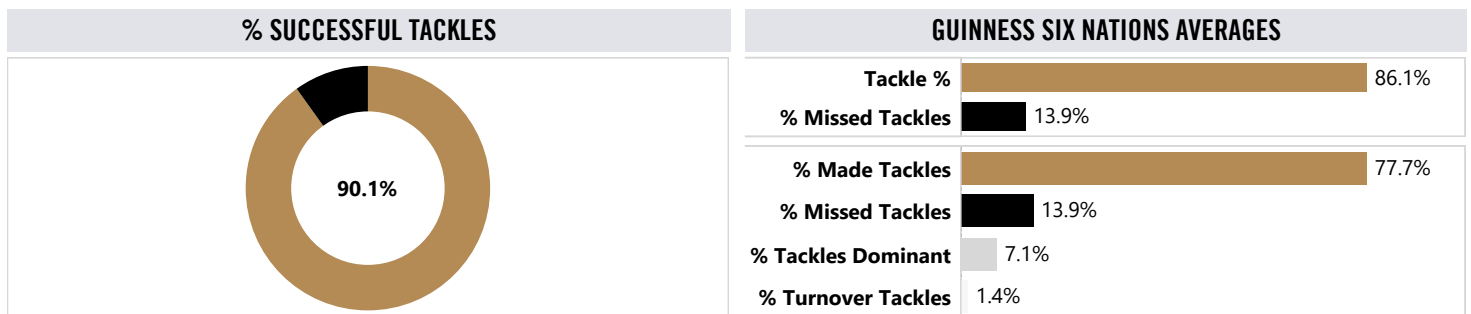 % SUCCESSFUL TACKLES
90.1%
GUINNESS SIX NATIONS AVERAGES
Tackle % 86.1%
% Missed Tackles 13.9%
% Made Tackles 77.7%
% Missed Tackles 13.9%
% Tackles Dominant 7.1%
% Turnover Tackles 1.4%